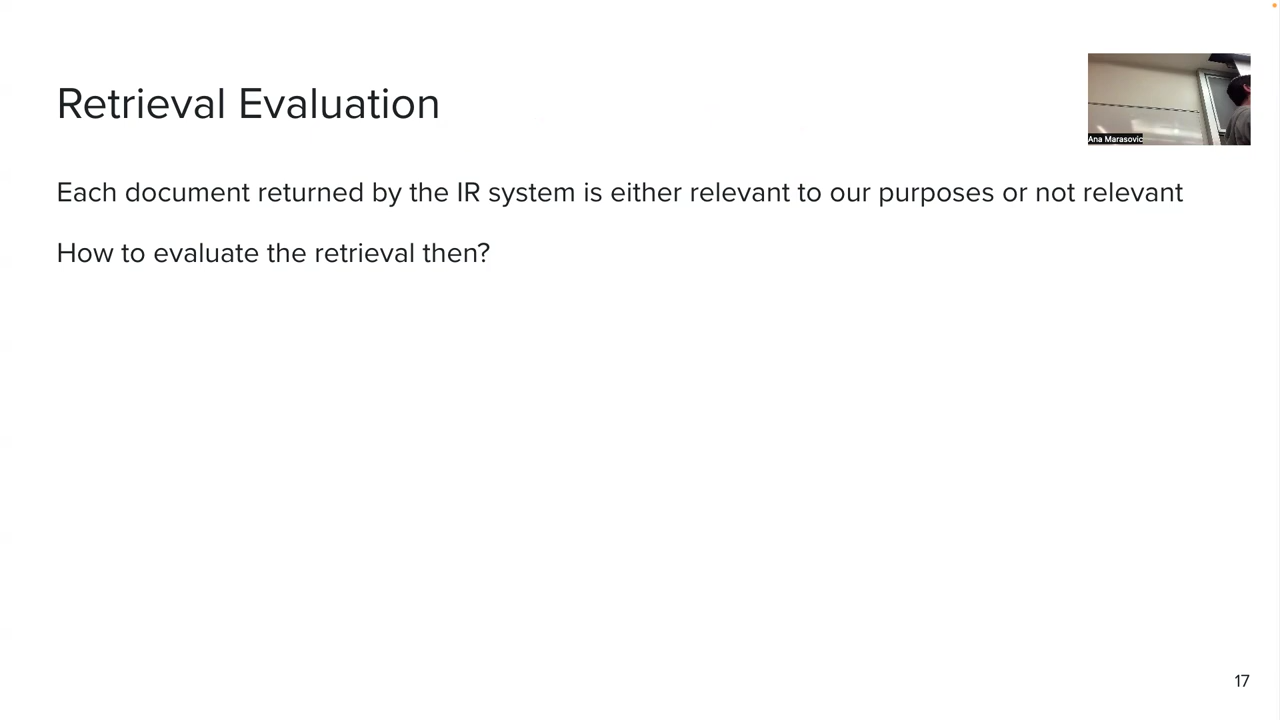 Retrieval Evaluation
Ana Marasovic
Each document returned by the IR system is either relevant to our purposes or not relevant
How to evaluate the retrieval then?
17